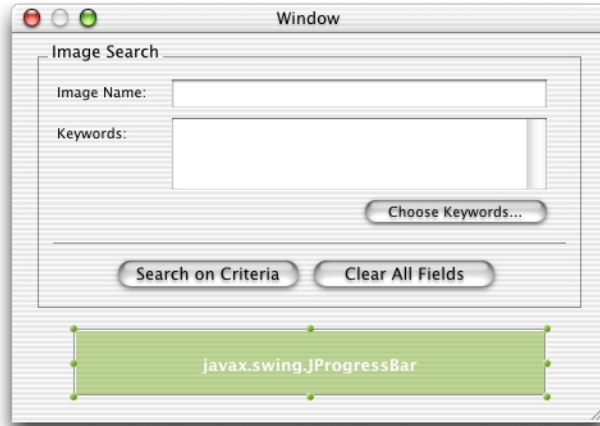 Window
Image Search
Image Name:
Keywords:
Choose Keywords...
Search on Criteria
Clear All Fields
javax.swing.JProgressBar